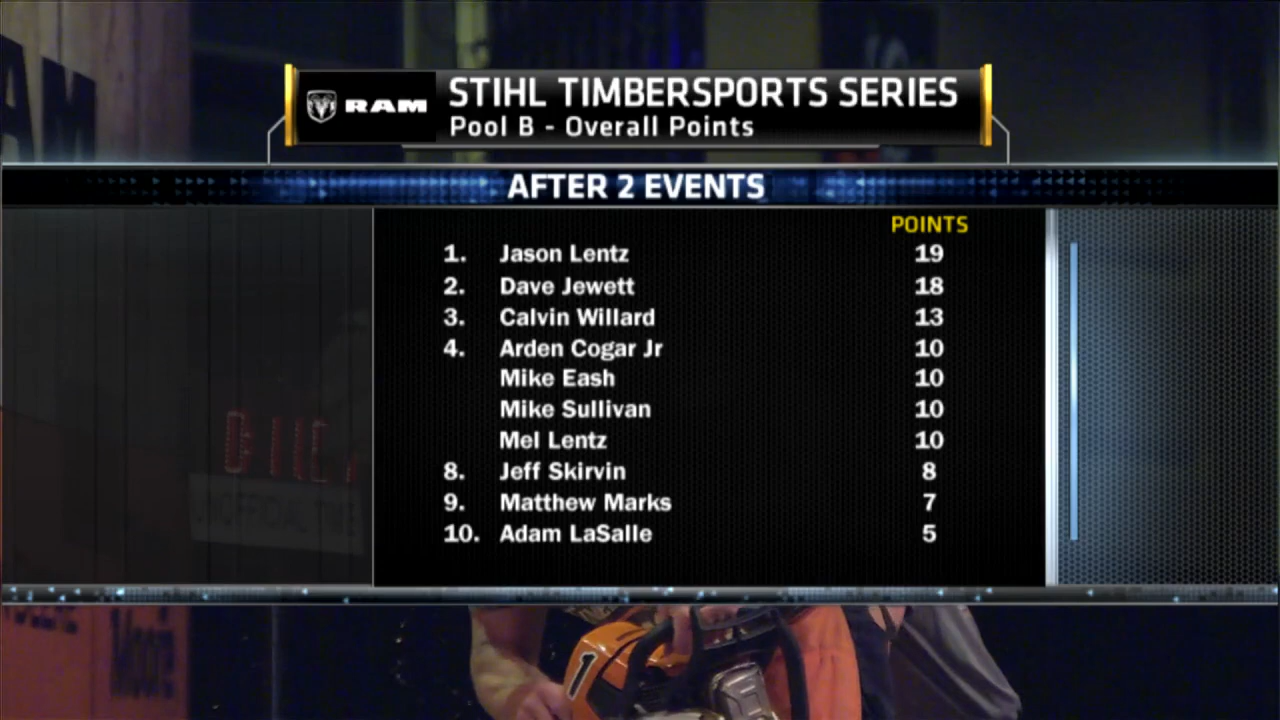 RAM
STIHL TIMBERSPORTS SERIES
Pool B - Overall Points
AFTER 2 EVENTS
POINTS
1. Jason Lentz 19
2. Dave Jewett 18
3. Calvin Willard 13
4. Arden Cogar Jr 10
Mike Eash 10
Mike Sullivan 10
Mel Lentz 10
8. Jeff Skirvin 8
9. Matthew Marks 7
10. Adam LaSalle 5
1